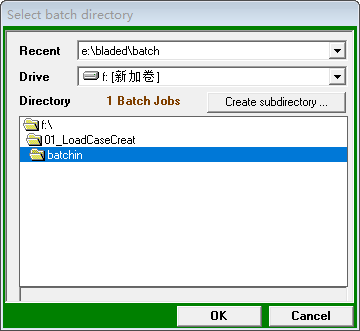 Select batch directory
Recent e:\bladed\batch
Drive f: [新加卷]
Directory 1 Batch Jobs Create subdirectory ...
f:\
01_LoadCaseCreat
batchin
OK Cancel